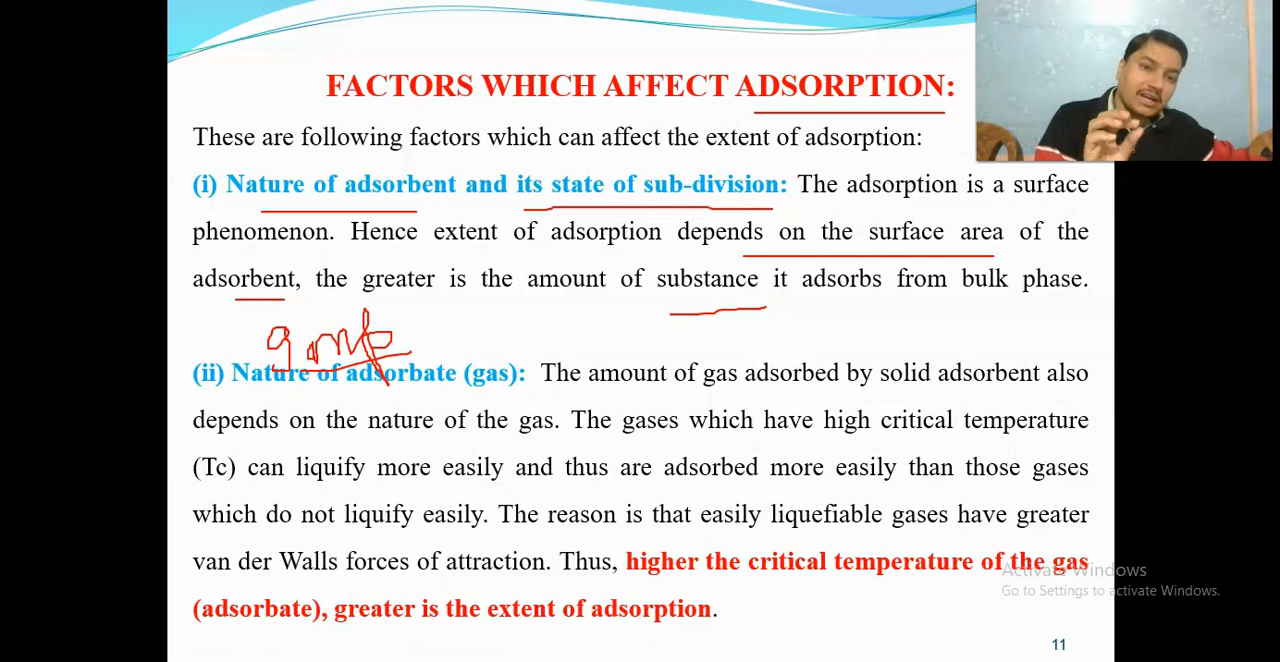 FACTORS WHICH AFFECT ADSORPTION:
These are following factors which can affect the extent of adsorption:
(i) Nature of adsorbent and its state of sub-division: The adsorption is a surface
phenomenon. Hence extent of adsorption depends on the surface area of the
adsorbent, the greater is the amount of substance it adsorbs from bulk phase.
(ii) Nature of adsorbate (gas): The amount of gas adsorbed by solid adsorbent also
depends on the nature of the gas. The gases which have high critical temperature
(Tc) can liquify more easily and thus are adsorbed more easily than those gases
which do not liquify easily. The reason is that easily liquefiable gases have greater
van der Walls forces of attraction. Thus, higher the critical temperature of the gas
(adsorbate), greater is the extent of adsorption.
Activate Windows
Go to Settings to activate Windows.
11